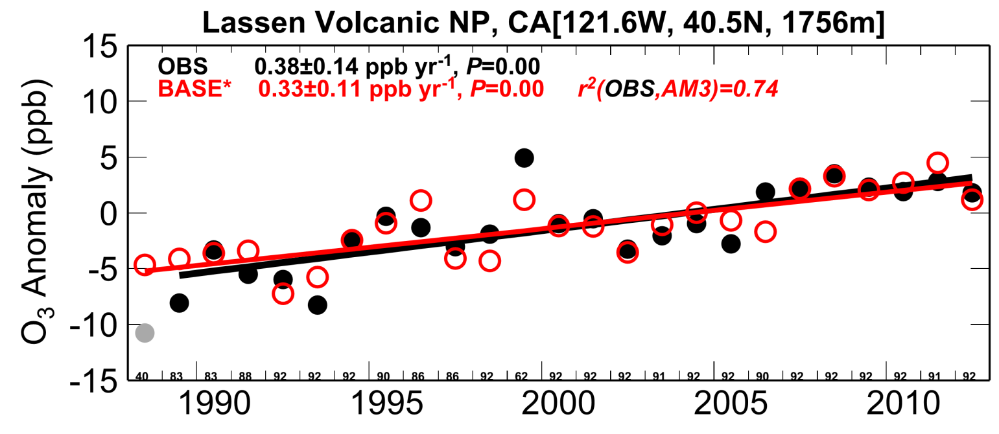 Lassen Volcanic NP, CA[121.6W, 40.5N, 1756m]
OBS 0.38±0.14 ppb yr-1, P=0.00
BASE* 0.33±0.11 ppb yr-1, P=0.00 r2(OBS,AM3)=0.74
O3 Anomaly (ppb)
15
10
5
0
-5
-10
-15
40 83 83 88 92 92 92 90 86 86 92 62 92 92 92 91 92 92 90 92 92 92 92 91 92
1990 1995 2000 2005 2010